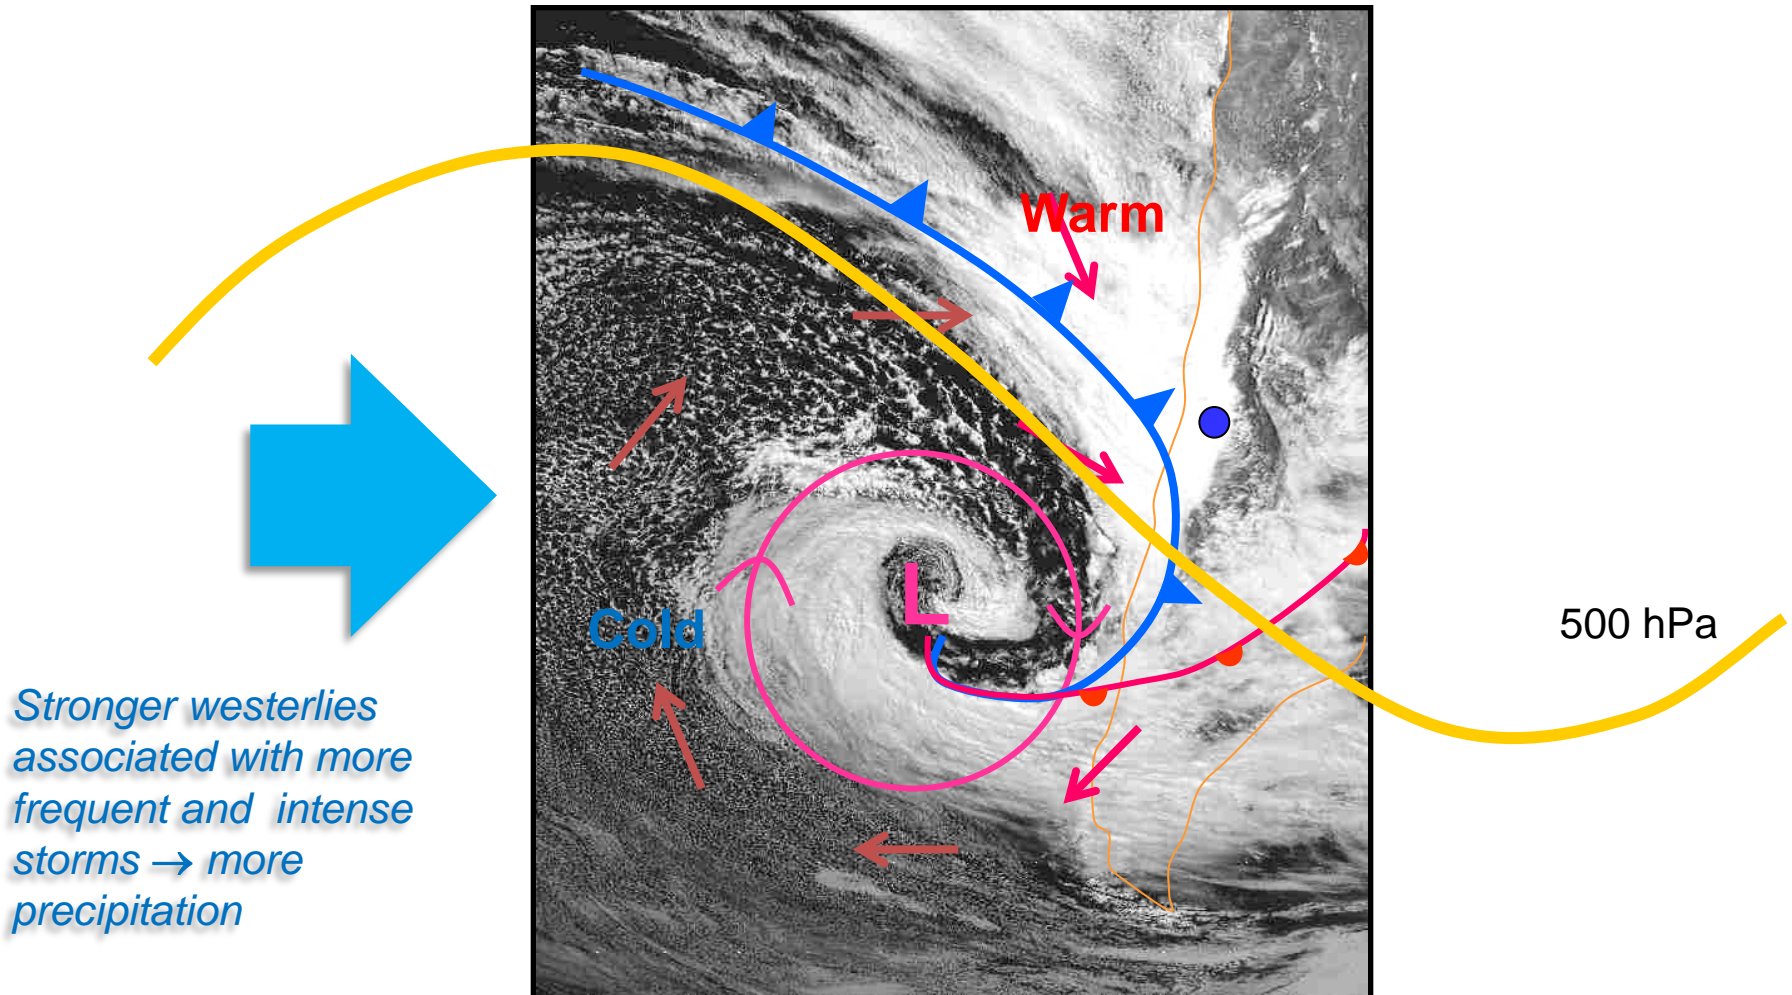 Warm
L
Cold
500 hPa
Stronger westerlies
associated with more
frequent and intense
storms → more
precipitation